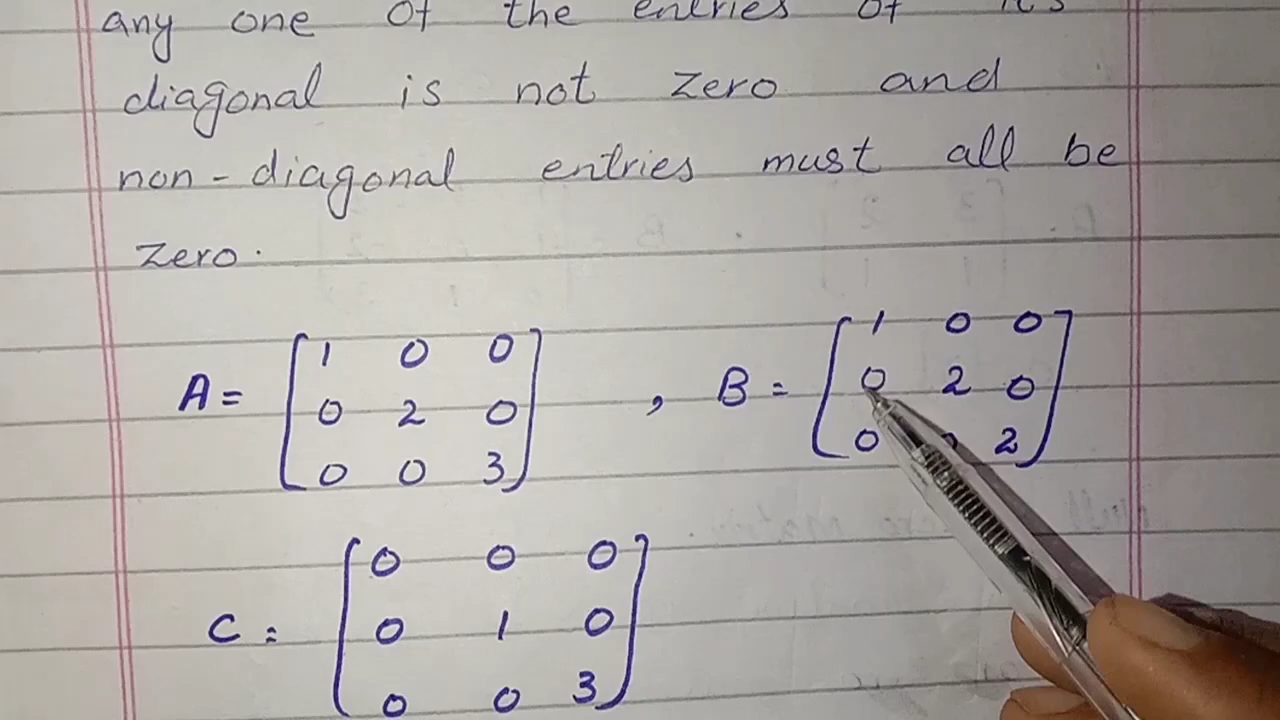 any one of the entries of its
diagonal is not zero and
non-diagonal entries must all be
zero.
A = [1 0 0
0 2 0
0 0 3] , B = [1 0 0
0 2 0
0 0 2]
C = [0 0 0
0 1 0
0 0 3]